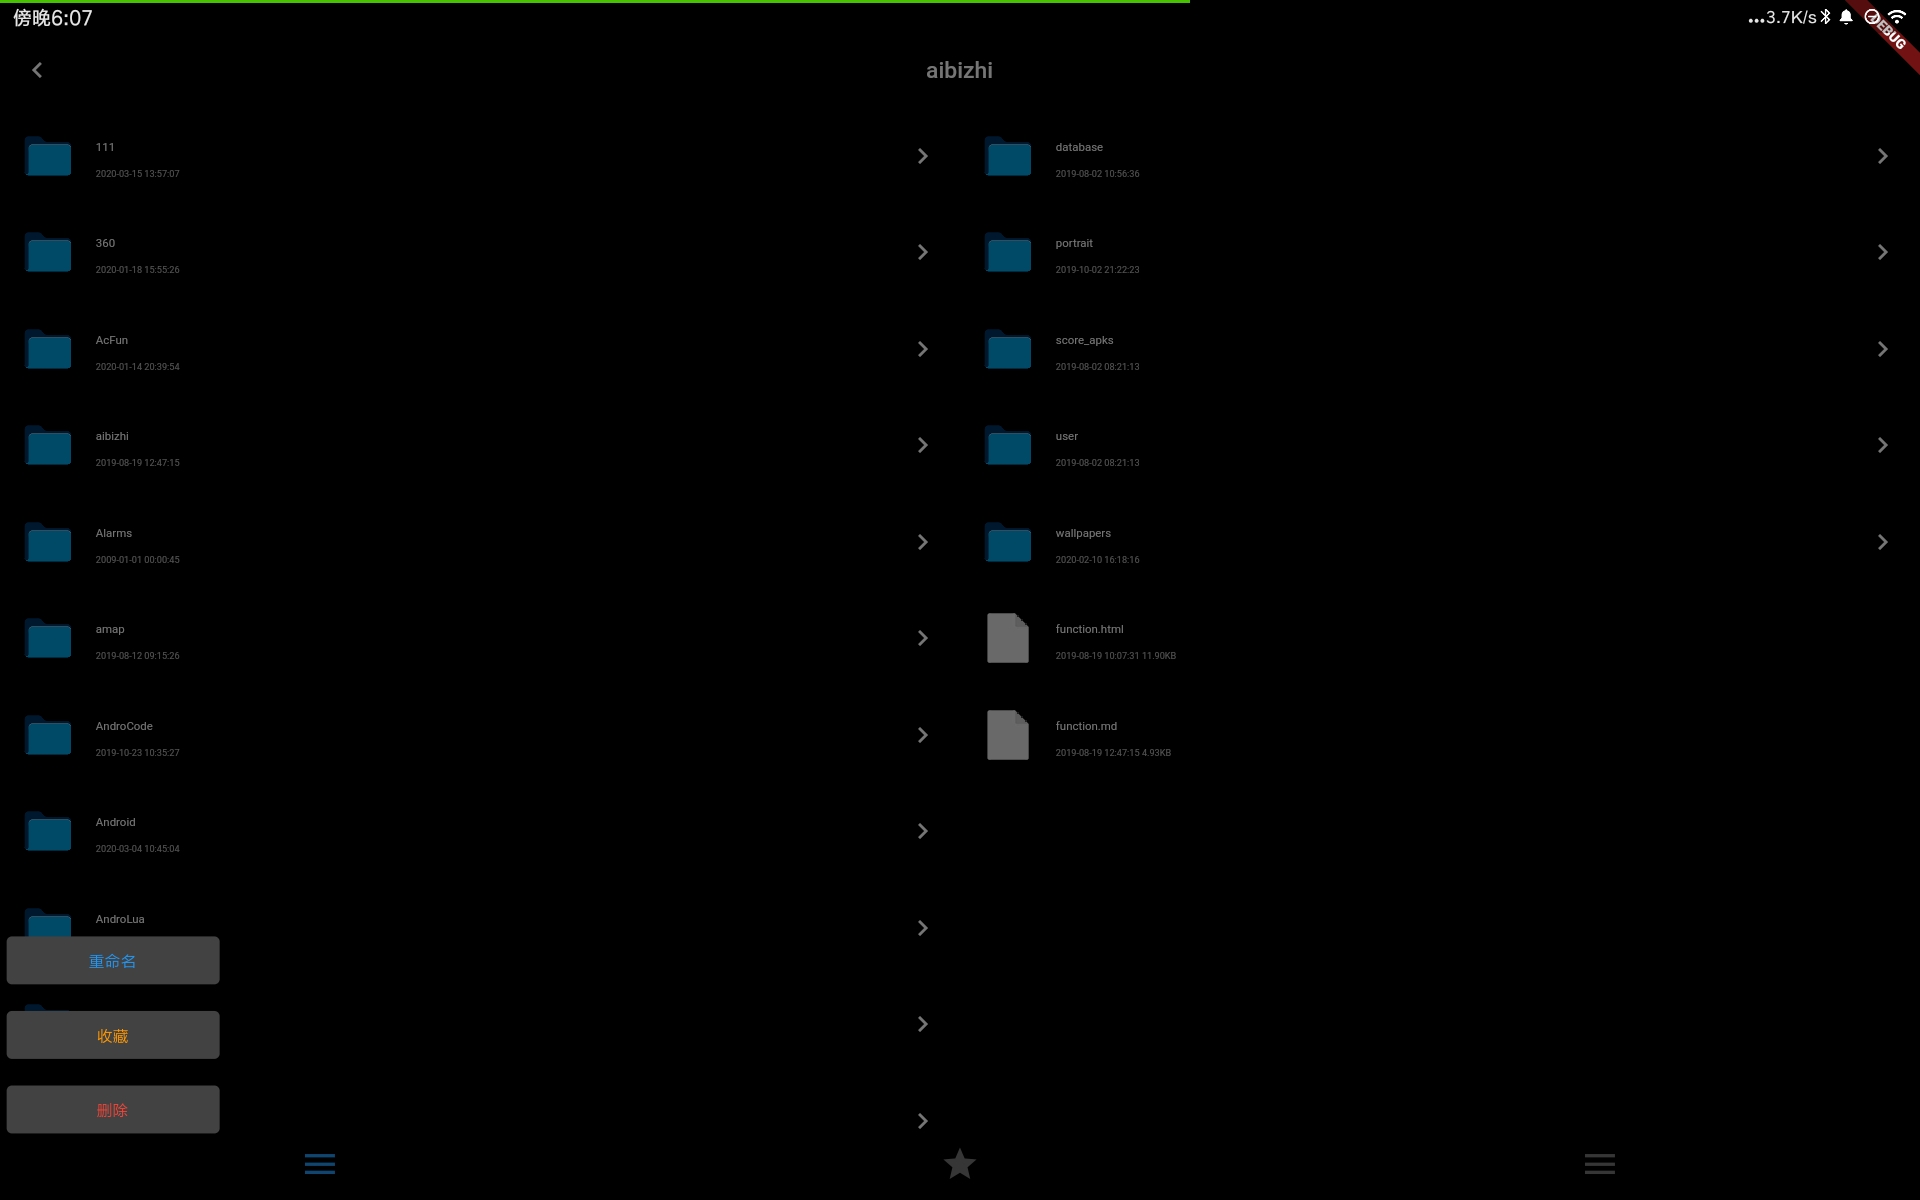 傍晚6:07
...3.7K/s
DEBUG
aibizhi
111
2020-03-15 13:57:07
360
2020-01-18 15:55:26
AcFun
2020-01-14 20:39:54
aibizhi
2019-08-19 12:47:15
Alarms
2009-01-01 00:00:45
amap
2019-08-12 09:15:26
AndroCode
2019-10-23 10:35:27
Android
2020-03-04 10:45:04
AndroLua
database
2019-08-02 10:56:36
portrait
2019-10-02 21:22:23
score_apks
2019-08-02 08:21:13
user
2019-08-02 08:21:13
wallpapers
2020-02-10 16:18:16
function.html
2019-08-19 10:07:31 11.90KB
function.md
2019-08-19 12:47:15 4.93KB
重命名
收藏
删除